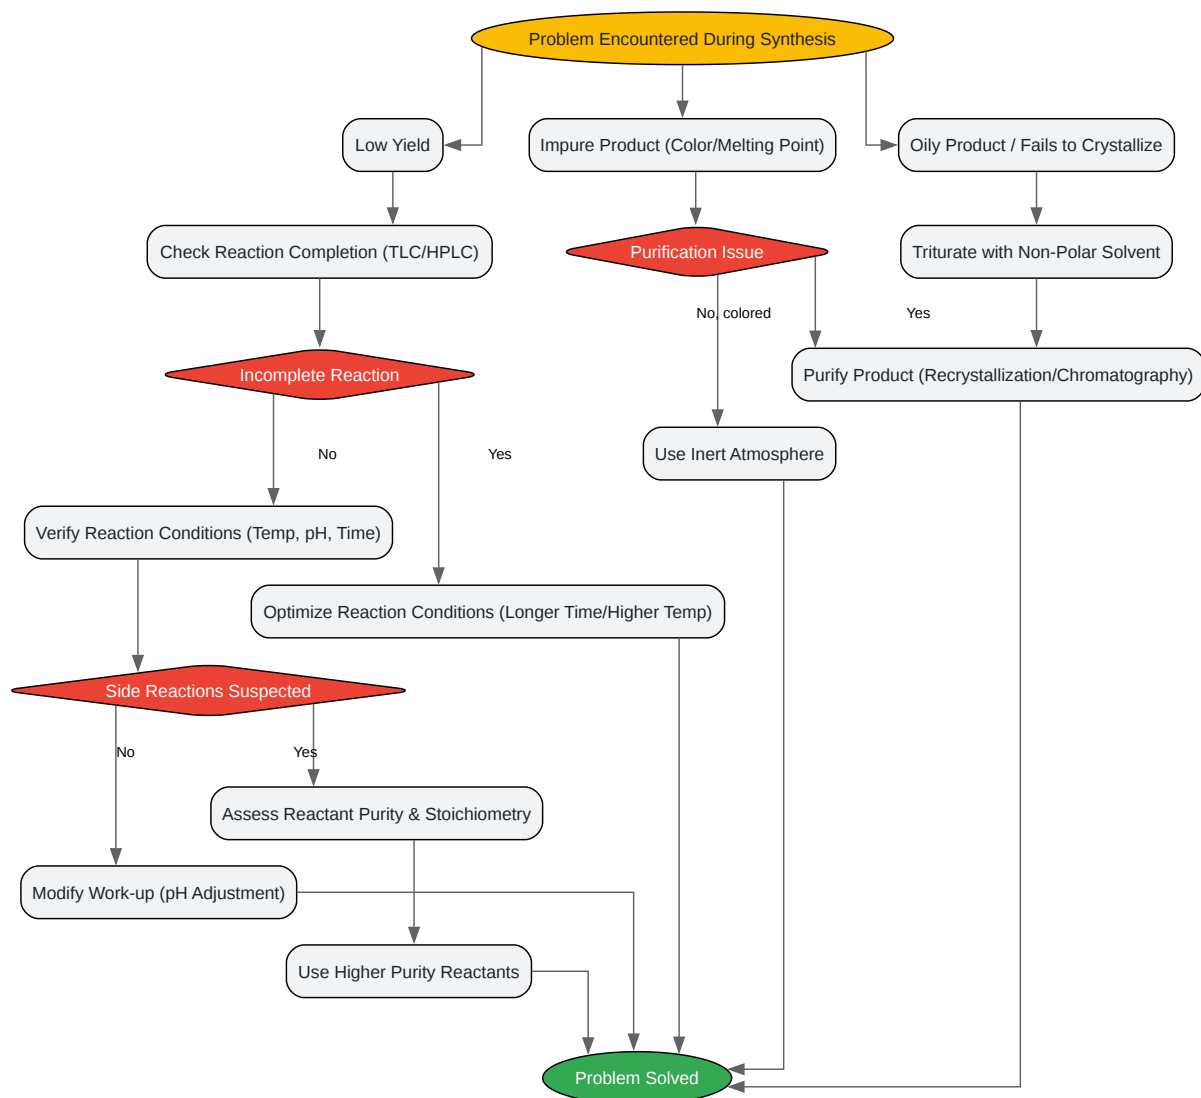 Problem Encountered During Synthesis
Low Yield
Impure Product (Color/Melting Point)
Oily Product / Fails to Crystallize
Check Reaction Completion (TLC/HPLC)
Purification Issue
Triturate with Non-Polar Solvent
No, colored
Yes
Incomplete Reaction
Purify Product (Recrystallization/Chromatography)
No
Yes
Use Inert Atmosphere
Verify Reaction Conditions (Temp, pH, Time)
Optimize Reaction Conditions (Longer Time/Higher Temp)
Side Reactions Suspected
No
Yes
Assess Reactant Purity & Stoichiometry
Modify Work-up (pH Adjustment)
Use Higher Purity Reactants
Problem Solved